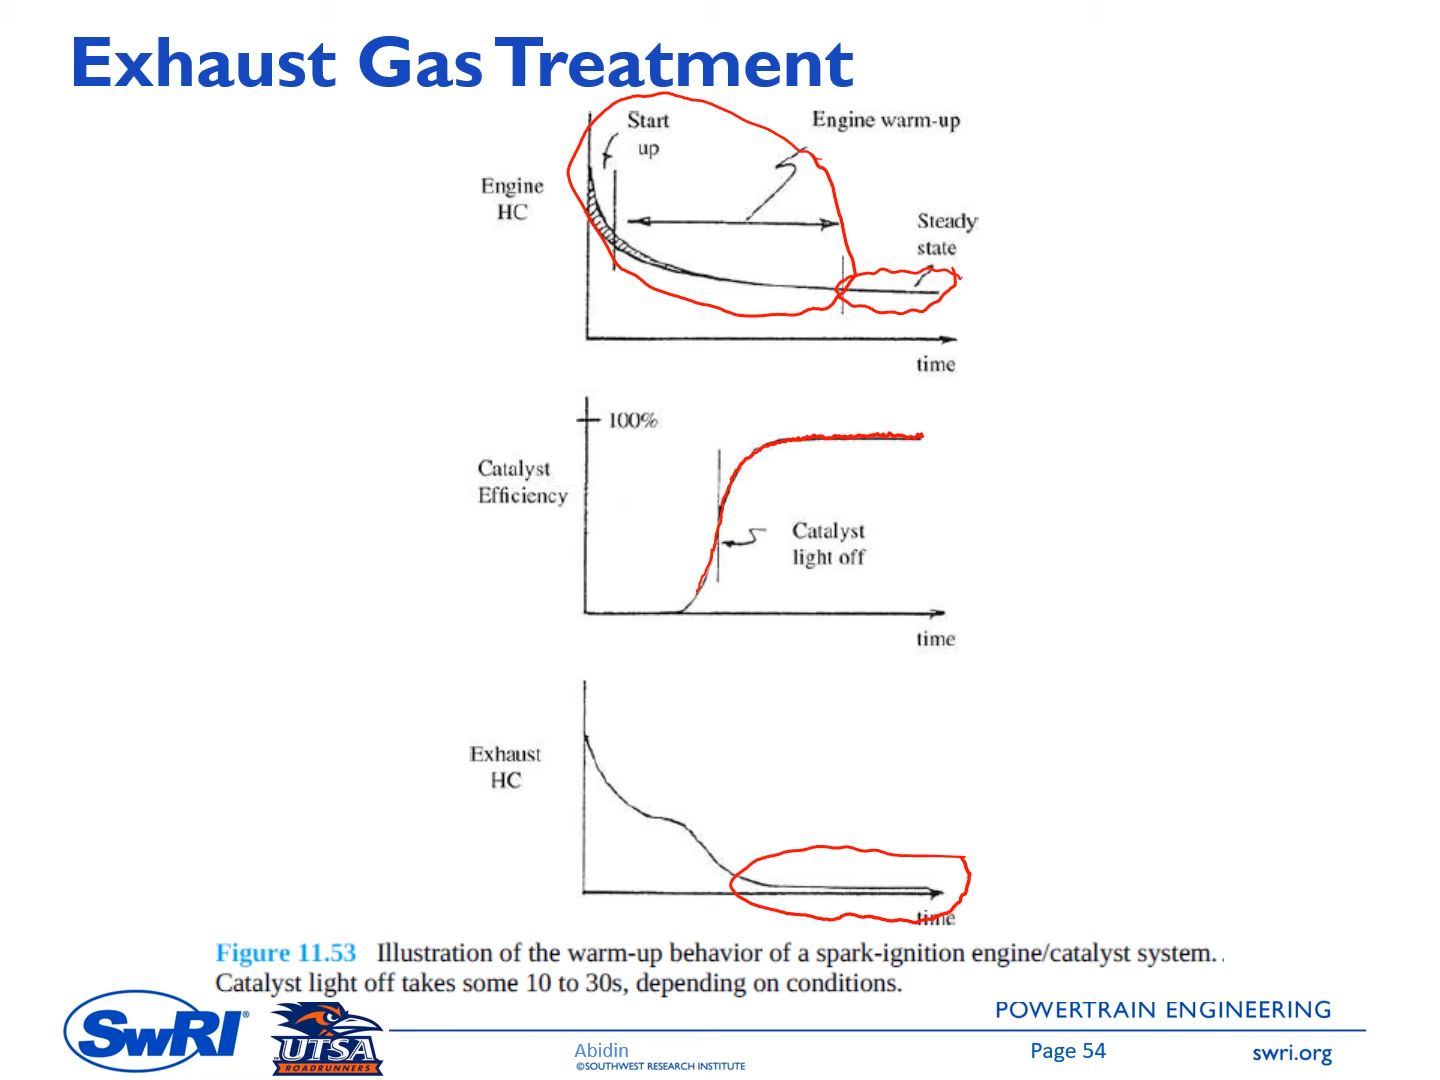 Exhaust Gas Treatment
Start
up
Engine warm-up
Engine
HC
Steady
state
time
100%
Catalyst
Efficiency
Catalyst
light off
time
Exhaust
HC
time
Figure 11.53 Illustration of the warm-up behavior of a spark-ignition engine/catalyst system. .
Catalyst light off takes some 10 to 30s, depending on conditions.
POWERTRAIN ENGINEERING
SwRI®
UTSA
ROADRUNNERS
Abidin
©SOUTHWEST RESEARCH INSTITUTE
Page 54
swri.org